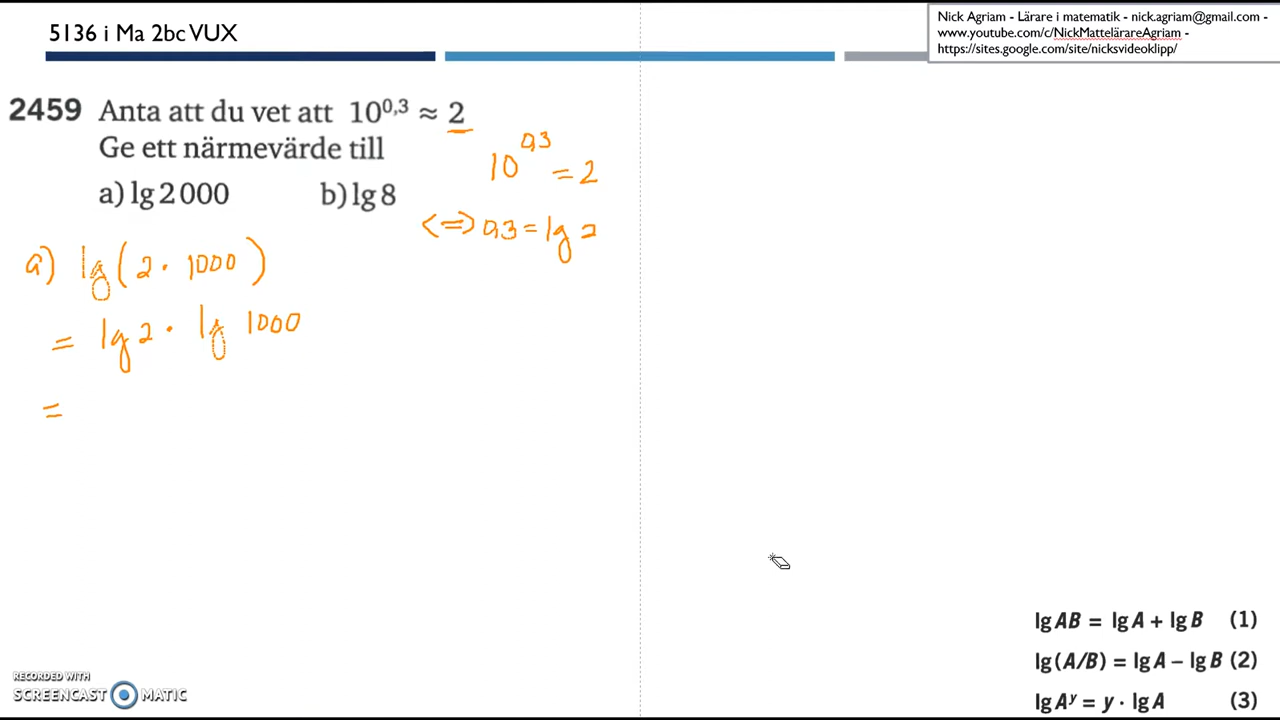 5136 i Ma 2bc VUX
Nick Agriam - Lärare i matematik - nick.agriam@gmail.com -
www.youtube.com/c/NickMattelärareAgriam -
https://sites.google.com/site/nicksvideoklipp/
2459 Anta att du vet att 10^0,3 ≈ 2
Ge ett närmevärde till
a) lg 2 000 b) lg 8
10^0,3 = 2
<=> 0,3 = lg 2
a) lg(2 · 1000)
= lg 2 · lg 1000
=
lg AB = lg A + lg B (1)
lg(A/B) = lg A – lg B (2)
lg A^y = y · lg A (3)
RECORDED WITH
SCREENCAST MATIC